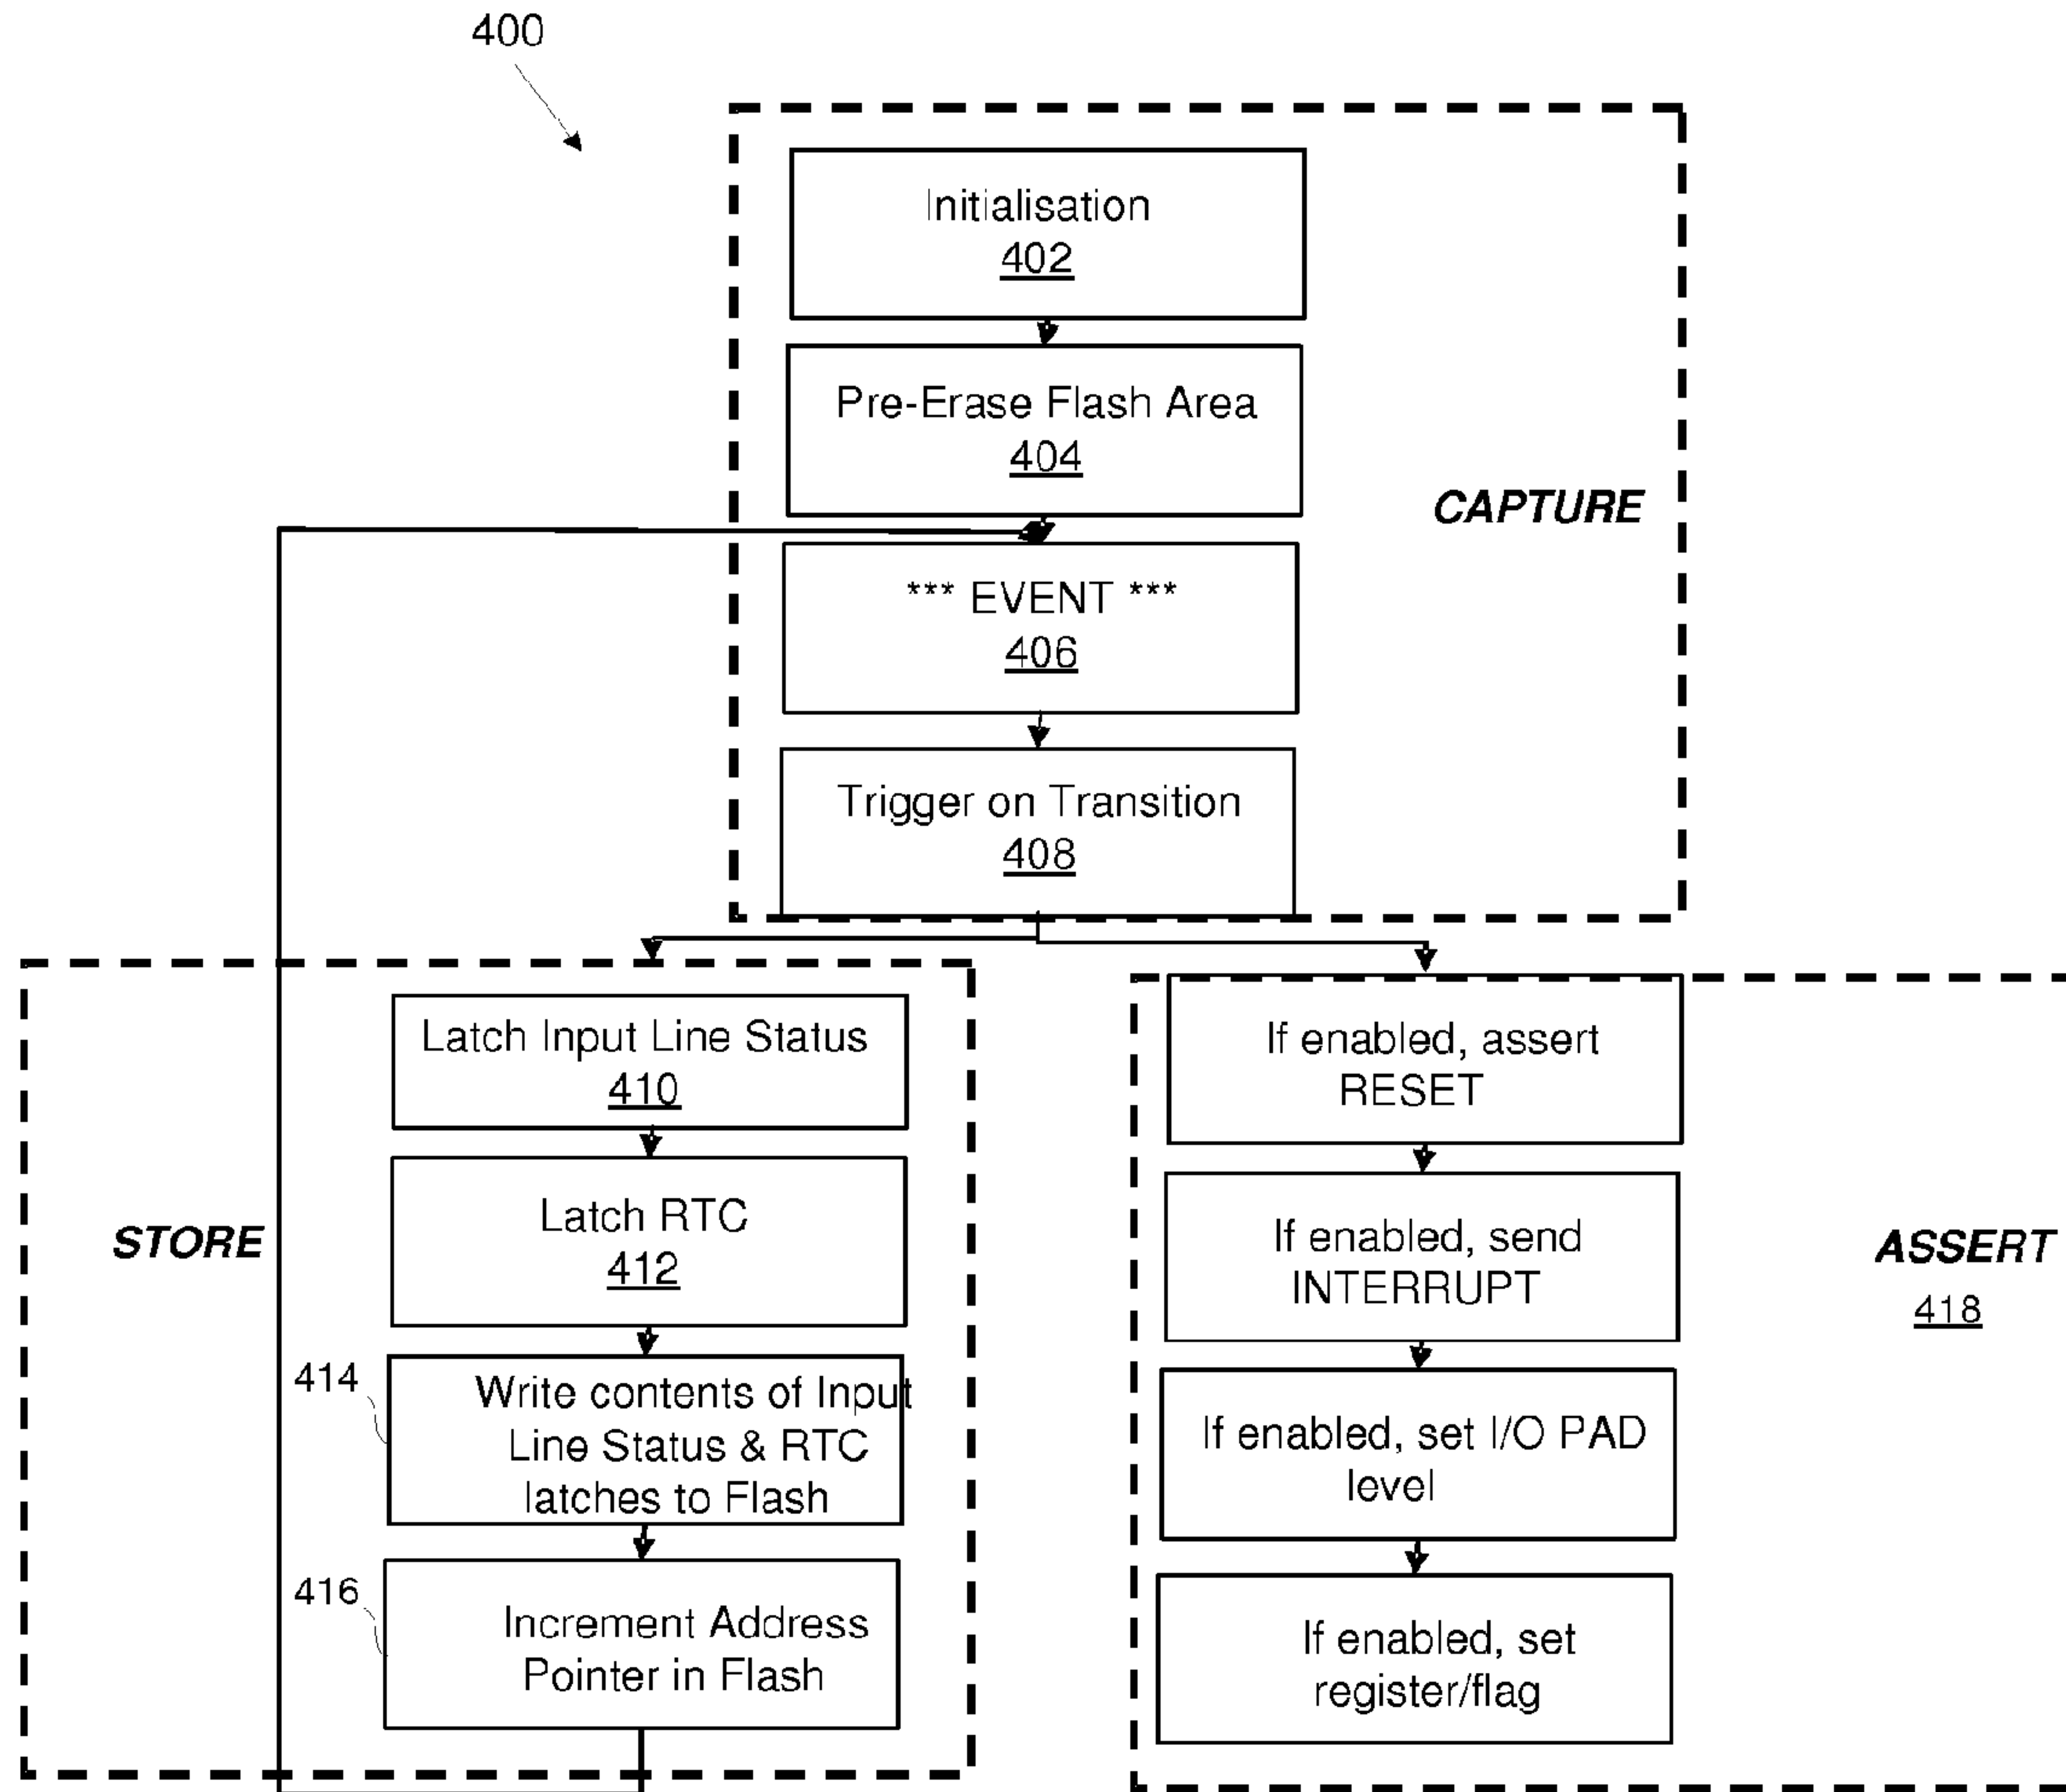 400
Initialisation
402
Pre-Erase Flash Area
404
CAPTURE
*** EVENT ***
406
Trigger on Transition
408
STORE
Latch Input Line Status
410
Latch RTC
412
414
Write contents of Input
Line Status & RTC
latches to Flash
416
Increment Address
Pointer in Flash
If enabled, assert
RESET
If enabled, send
INTERRUPT
ASSERT
418
If enabled, set I/O PAD
level
If enabled, set
register/flag